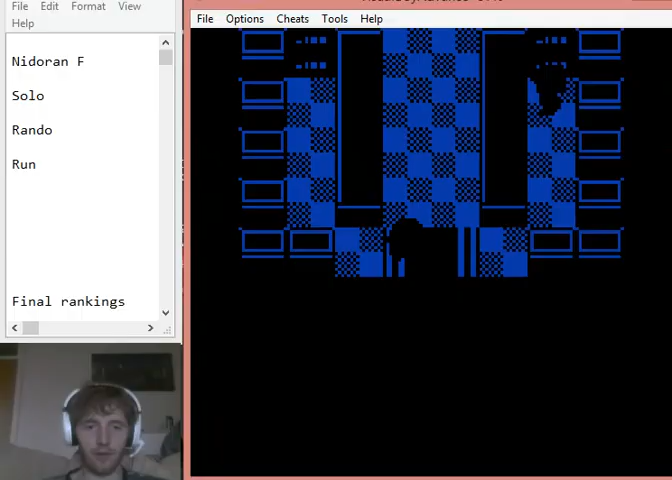 File Edit Format View
Help
Nidoran F
Solo
Rando
Run
Final rankings
File Options Cheats Tools Help